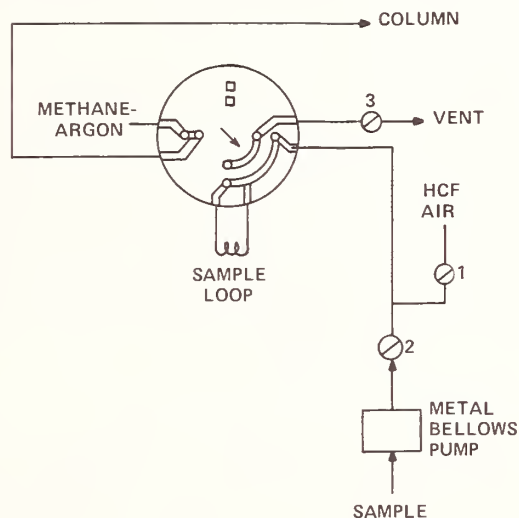 COLUMN
METHANE-
ARGON
3
VENT
HCF
AIR
1
SAMPLE
LOOP
2
METAL
BELLOWS
PUMP
SAMPLE